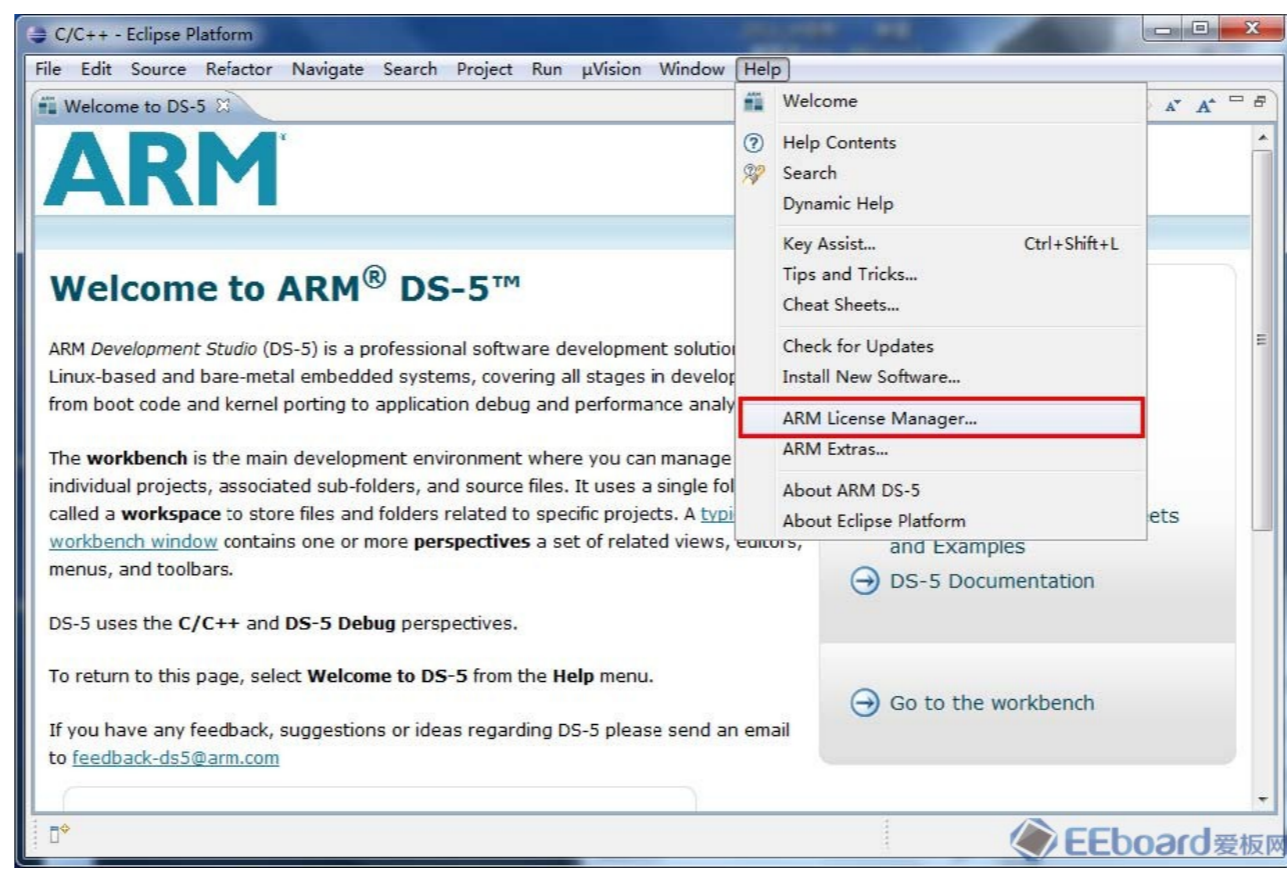 C/C++ - Eclipse Platform
File Edit Source Refactor Navigate Search Project Run µVision Window Help
Welcome to DS-5
ARM
Welcome to ARM® DS-5™
ARM Development Studio (DS-5) is a professional software development solution
Linux-based and bare-metal embedded systems, covering all stages in
from boot code and kernel porting to application debug and performance
The workbench is the main development environment where you can manage
individual projects, associated sub-folders, and source files. It uses a single
called a workspace to store files and folders related to specific projects. A
workbench window contains one or more perspectives a set of related views, editors,
menus, and toolbars.
DS-5 uses the C/C++ and DS-5 Debug perspectives.
To return to this page, select Welcome to DS-5 from the Help menu.
If you have any feedback, suggestions or ideas regarding DS-5 please send an email
to feedback-ds5@arm.com
Welcome
Help Contents
Search
Dynamic Help
Key Assist... Ctrl+Shift+L
Tips and Tricks...
Cheat Sheets...
Check for Updates
Install New Software...
ARM License Manager...
ARM Extras...
About ARM DS-5
About Eclipse Platform
and Examples
DS-5 Documentation
Go to the workbench
EEboard爱板网